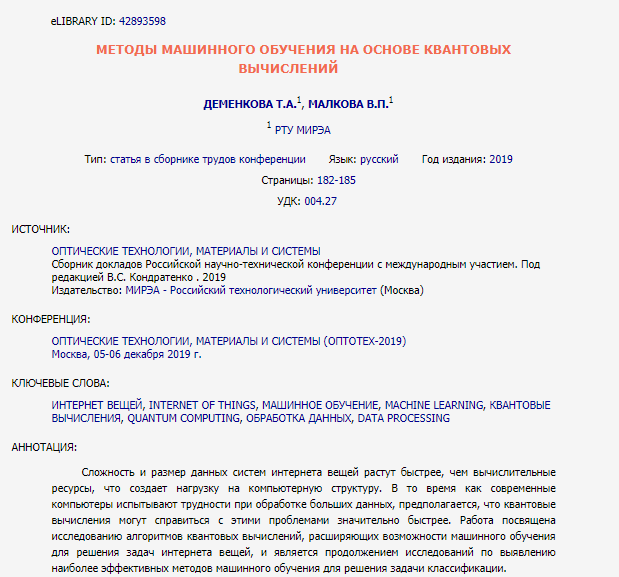 eLIBRARY ID: 42893598
МЕТОДЫ МАШИННОГО ОБУЧЕНИЯ НА ОСНОВЕ КВАНТОВЫХ
ВЫЧИСЛЕНИЙ
ДЕМЕНКОВА Т.А.1, МАЛКОВА В.П.1
1 РТУ МИРЭА
Тип: статья в сборнике трудов конференции Язык: русский Год издания: 2019
Страницы: 182-185
УДК: 004.27
ИСТОЧНИК:
ОПТИЧЕСКИЕ ТЕХНОЛОГИИ, МАТЕРИАЛЫ И СИСТЕМЫ
Сборник докладов Российской научно-технической конференции с международным участием. Под
редакцией В.С. Кондратенко . 2019
Издательство: МИРЭА - Российский технологический университет (Москва)
КОНФЕРЕНЦИЯ:
ОПТИЧЕСКИЕ ТЕХНОЛОГИИ, МАТЕРИАЛЫ И СИСТЕМЫ (ОПТОТЕХ-2019)
Москва, 05-06 декабря 2019 г.
КЛЮЧЕВЫЕ СЛОВА:
ИНТЕРНЕТ ВЕЩЕЙ, INTERNET OF THINGS, МАШИННОЕ ОБУЧЕНИЕ, MACHINE LEARNING, КВАНТОВЫЕ
ВЫЧИСЛЕНИЯ, QUANTUM COMPUTING, ОБРАБОТКА ДАННЫХ, DATA PROCESSING
АННОТАЦИЯ:
Сложность и размер данных систем интернета вещей растут быстрее, чем вычислительные
ресурсы, что создает нагрузку на компьютерную структуру. В то время как современные
компьютеры испытывают трудности при обработке больших данных, предполагается, что квантовые
вычисления могут справиться с этими проблемами значительно быстрее. Работа посвящена
исследованию алгоритмов квантовых вычислений, расширяющих возможности машинного обучения
для решения задач интернета вещей, и является продолжением исследований по выявлению
наиболее эффективных методов машинного обучения для решения задачи классификации.